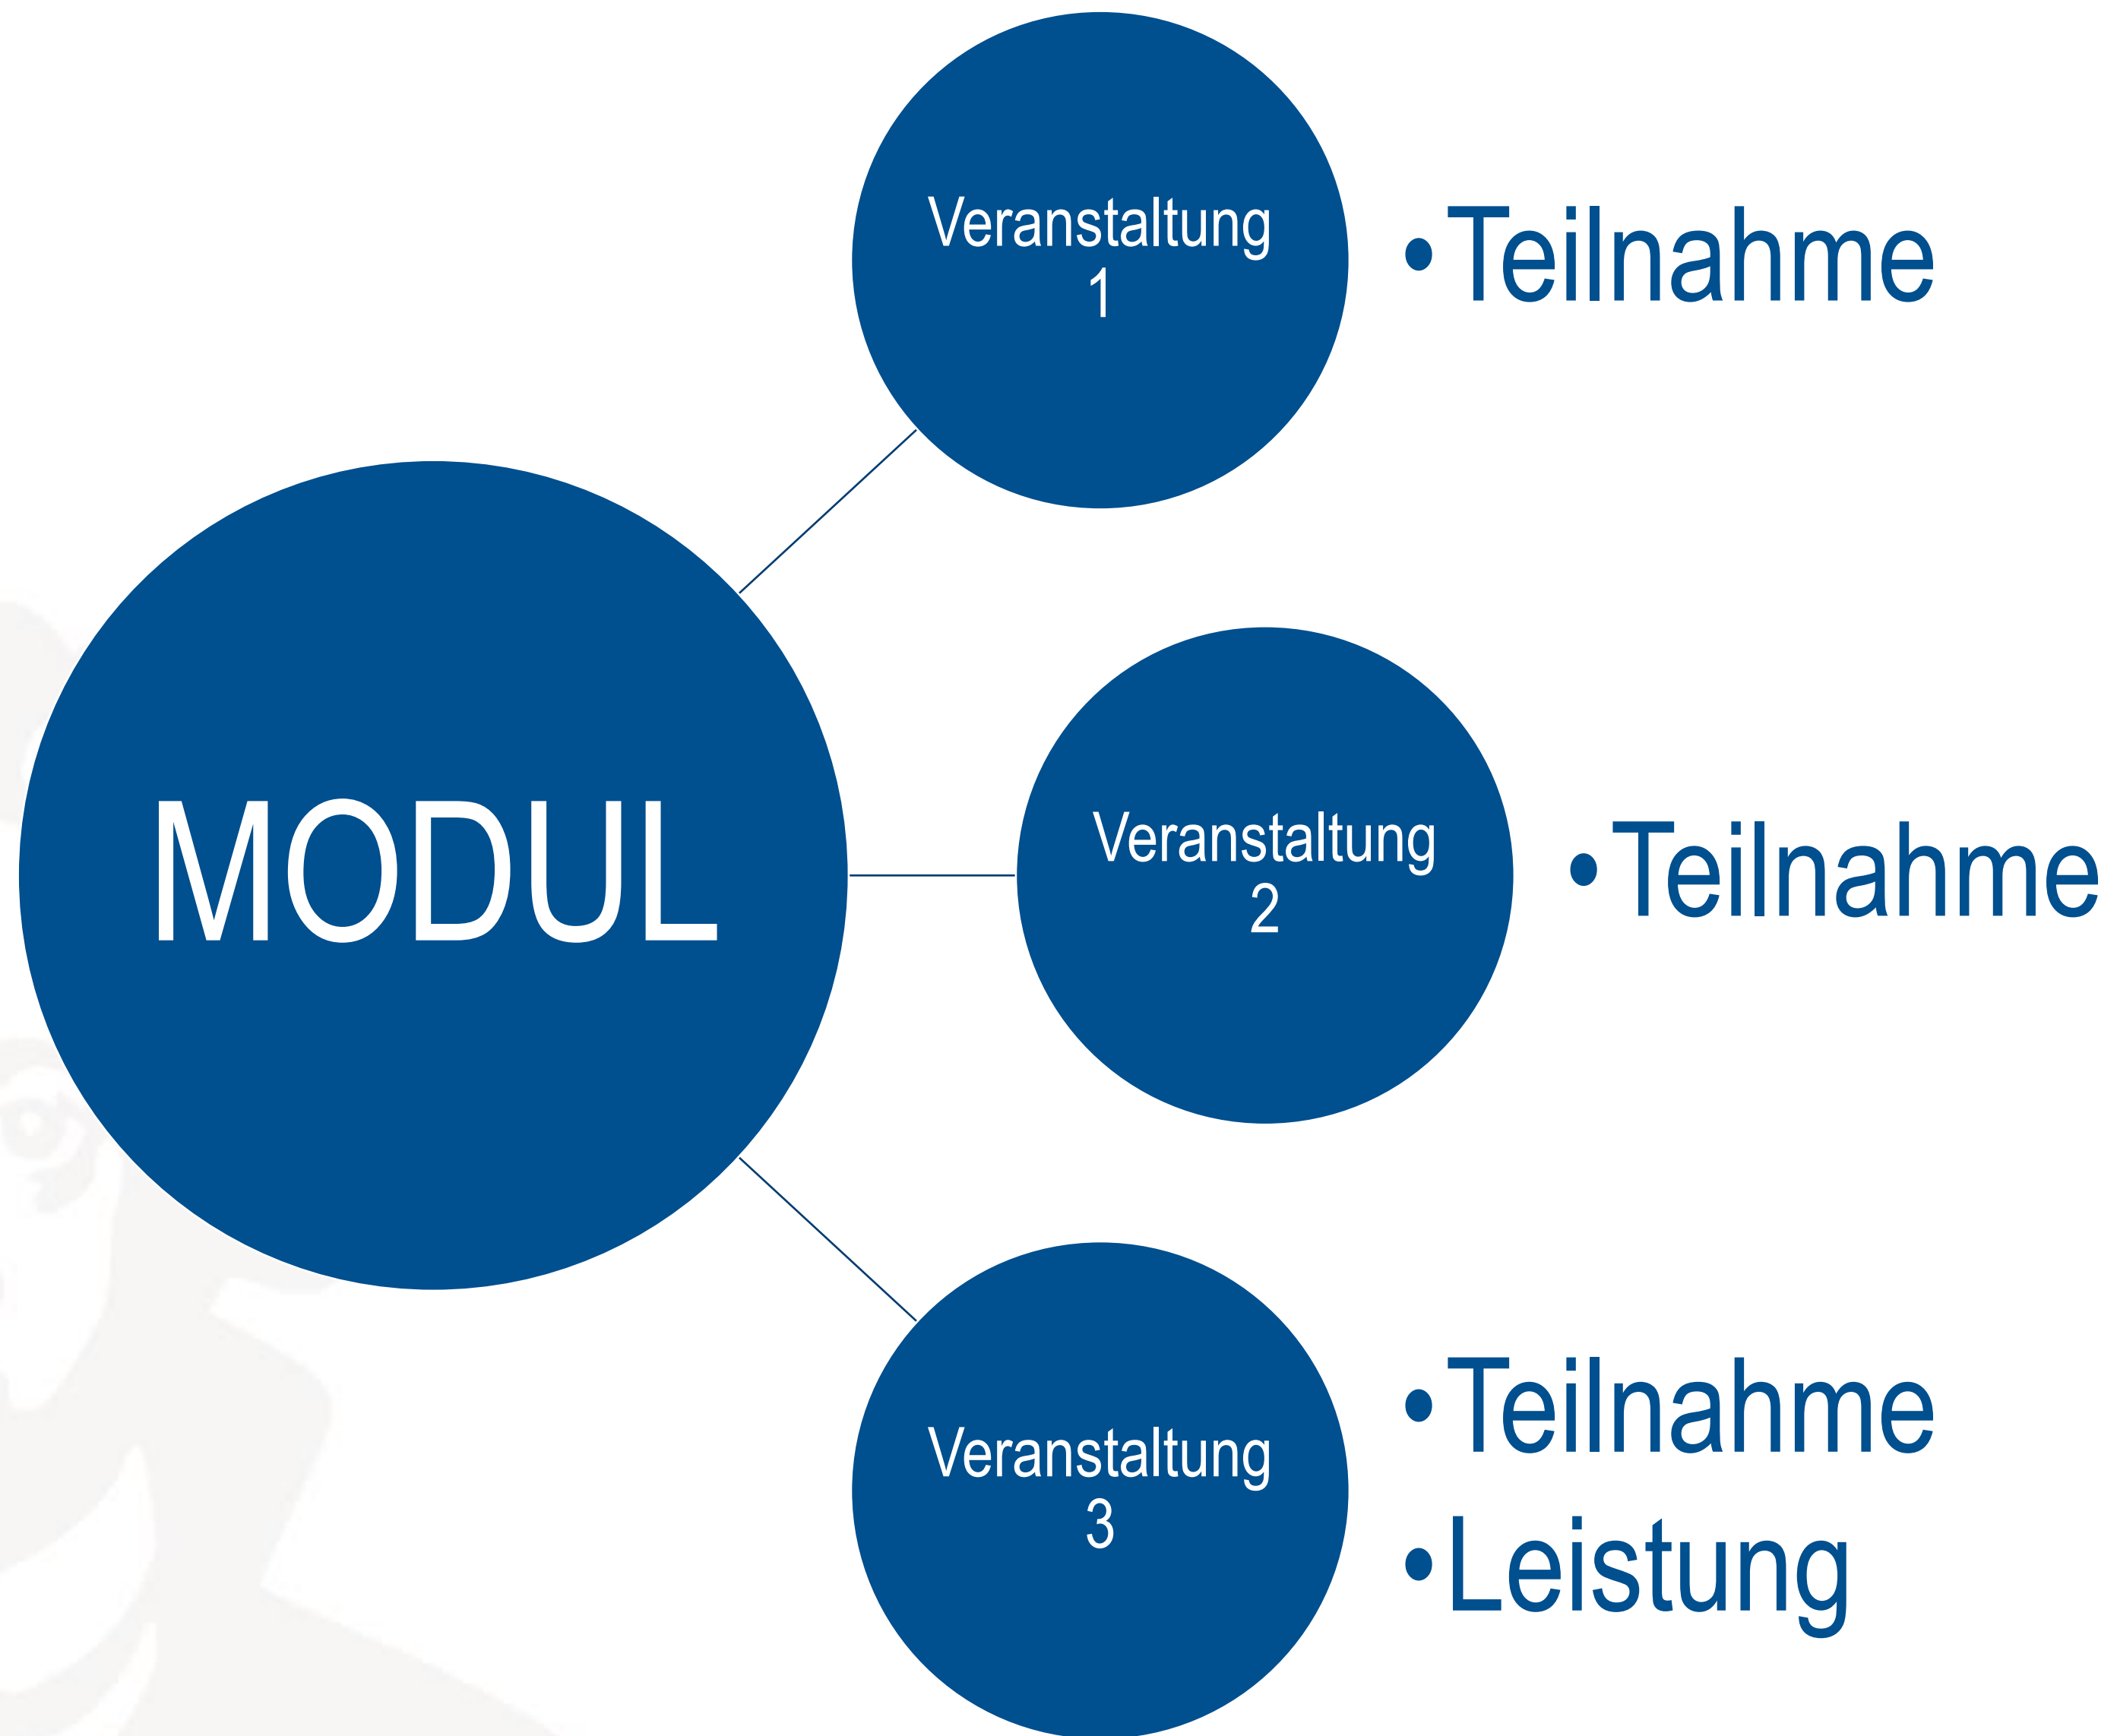 Veranstaltung
1
•Teilnahme
MODUL
Veranstaltung
2
•Teilnahme
Veranstaltung
3
•Teilnahme
•Leistung